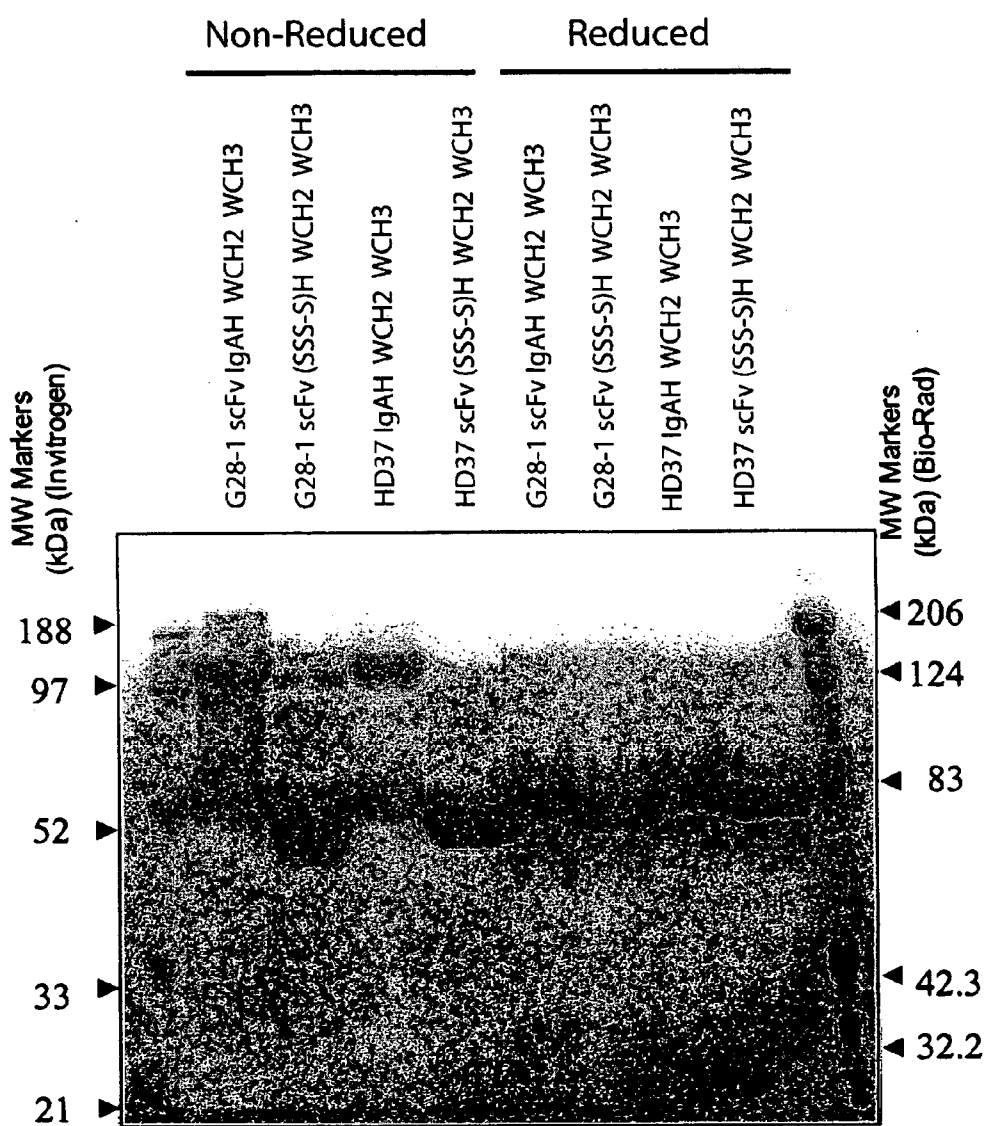 Non-Reduced
Reduced
G28-1 scFv IgAH WCH2 WCH3
G28-1 scFv (SSS-S)H WCH2 WCH3
HD37 IgAH WCH2 WCH3
HD37 scFv (SSS-S)H WCH2 WCH3
G28-1 scFv IgAH WCH2 WCH3
G28-1 scFv (SSS-S)H WCH2 WCH3
HD37 IgAH WCH2 WCH3
HD37 scFv (SSS-S)H WCH2 WCH3
MW Markers
(kDa) (Invitrogen)
188
97
52
33
21
MW Markers
(kDa) (Bio-Rad)
206
124
83
42.3
32.2